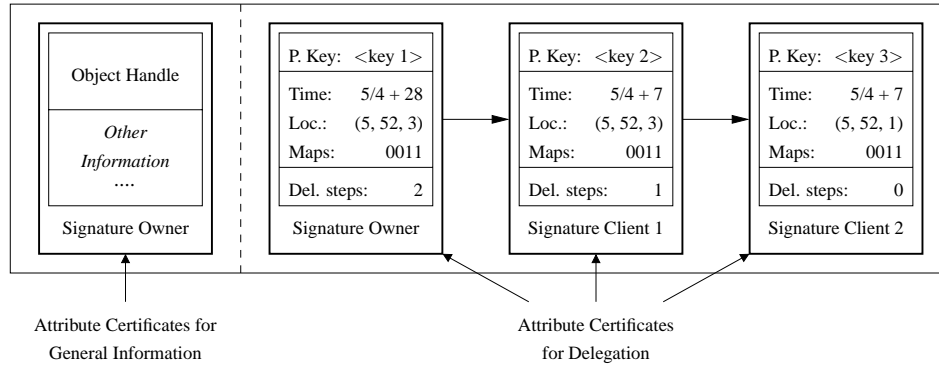 Object Handle
Other
Information
....
Signature Owner
P. Key: <key 1>
Time: 5/4 + 28
Loc.: (5, 52, 3)
Maps: 0011
Del. steps: 2
Signature Owner
P. Key: <key 2>
Time: 5/4 + 7
Loc.: (5, 52, 3)
Maps: 0011
Del. steps: 1
Signature Client 1
P. Key: <key 3>
Time: 5/4 + 7
Loc.: (5, 52, 1)
Maps: 0011
Del. steps: 0
Signature Client 2
Attribute Certificates for
General Information
Attribute Certificates
for Delegation